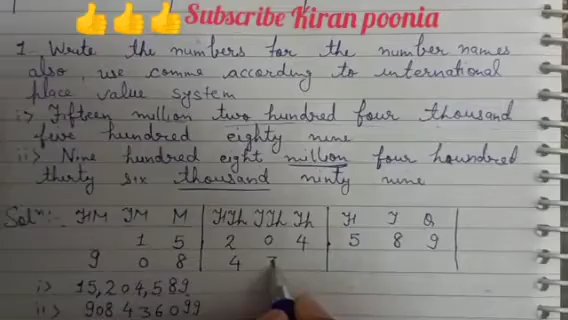 Subscribe Kiran poonia
1. Write the numbers for the number names
also, use comma according to international
place value system
i> Fifteen million two hundred four thousand
five hundred eighty nine
ii> Nine hundred eight million four houndred
thirty six thousand ninty nine
Solⁿ:- HM TM M HTh TTh Th H T O
1 5 2 0 4 5 8 9
9 0 8 4
i> 15,204,589
ii> 908 436099